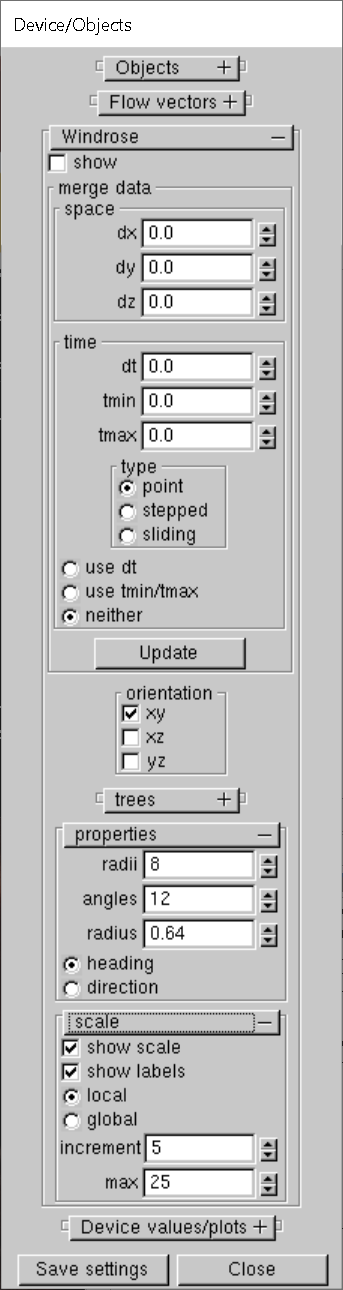 Device/Objects
Objects +
Flow vectors +
Windrose −
show
merge data
space
dx 0.0
dy 0.0
dz 0.0
time
dt 0.0
tmin 0.0
tmax 0.0
type
point
stepped
sliding
use dt
use tmin/tmax
neither
Update
orientation
xy
xz
yz
trees +
properties −
radii 8
angles 12
radius 0.64
heading
direction
scale −
show scale
show labels
local
global
increment 5
max 25
Device values/plots +
Save settings Close